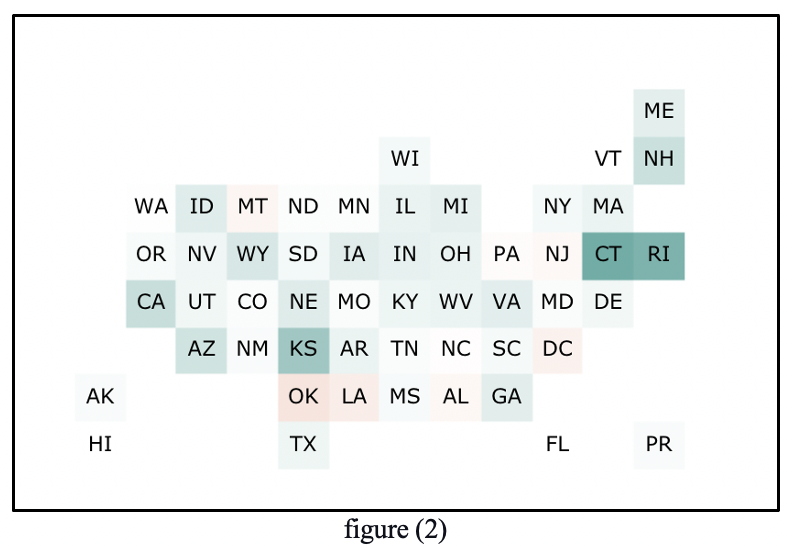 ME
WI VT NH
WA ID MT ND MN IL MI NY MA
OR NV WY SD IA IN OH PA NJ CT RI
CA UT CO NE MO KY WV VA MD DE
AZ NM KS AR TN NC SC DC
AK OK LA MS AL GA
HI TX FL PR
figure (2)